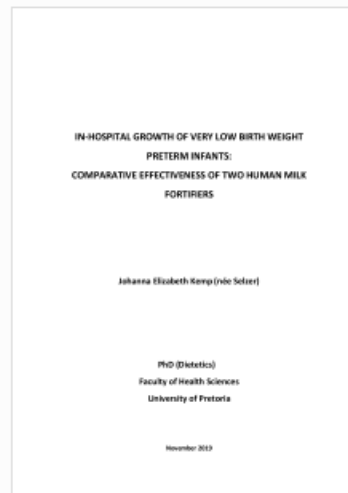 IN-HOSPITAL GROWTH OF VERY LOW BIRTH WEIGHT
PRETERM INFANTS:
COMPARATIVE EFFECTIVENESS OF TWO HUMAN MILK
FORTIFIERS
Johanna Elizabeth Kemp (née Selzer)
PhD (Dietetics)
Faculty of Health Sciences
University of Pretoria
November 2019